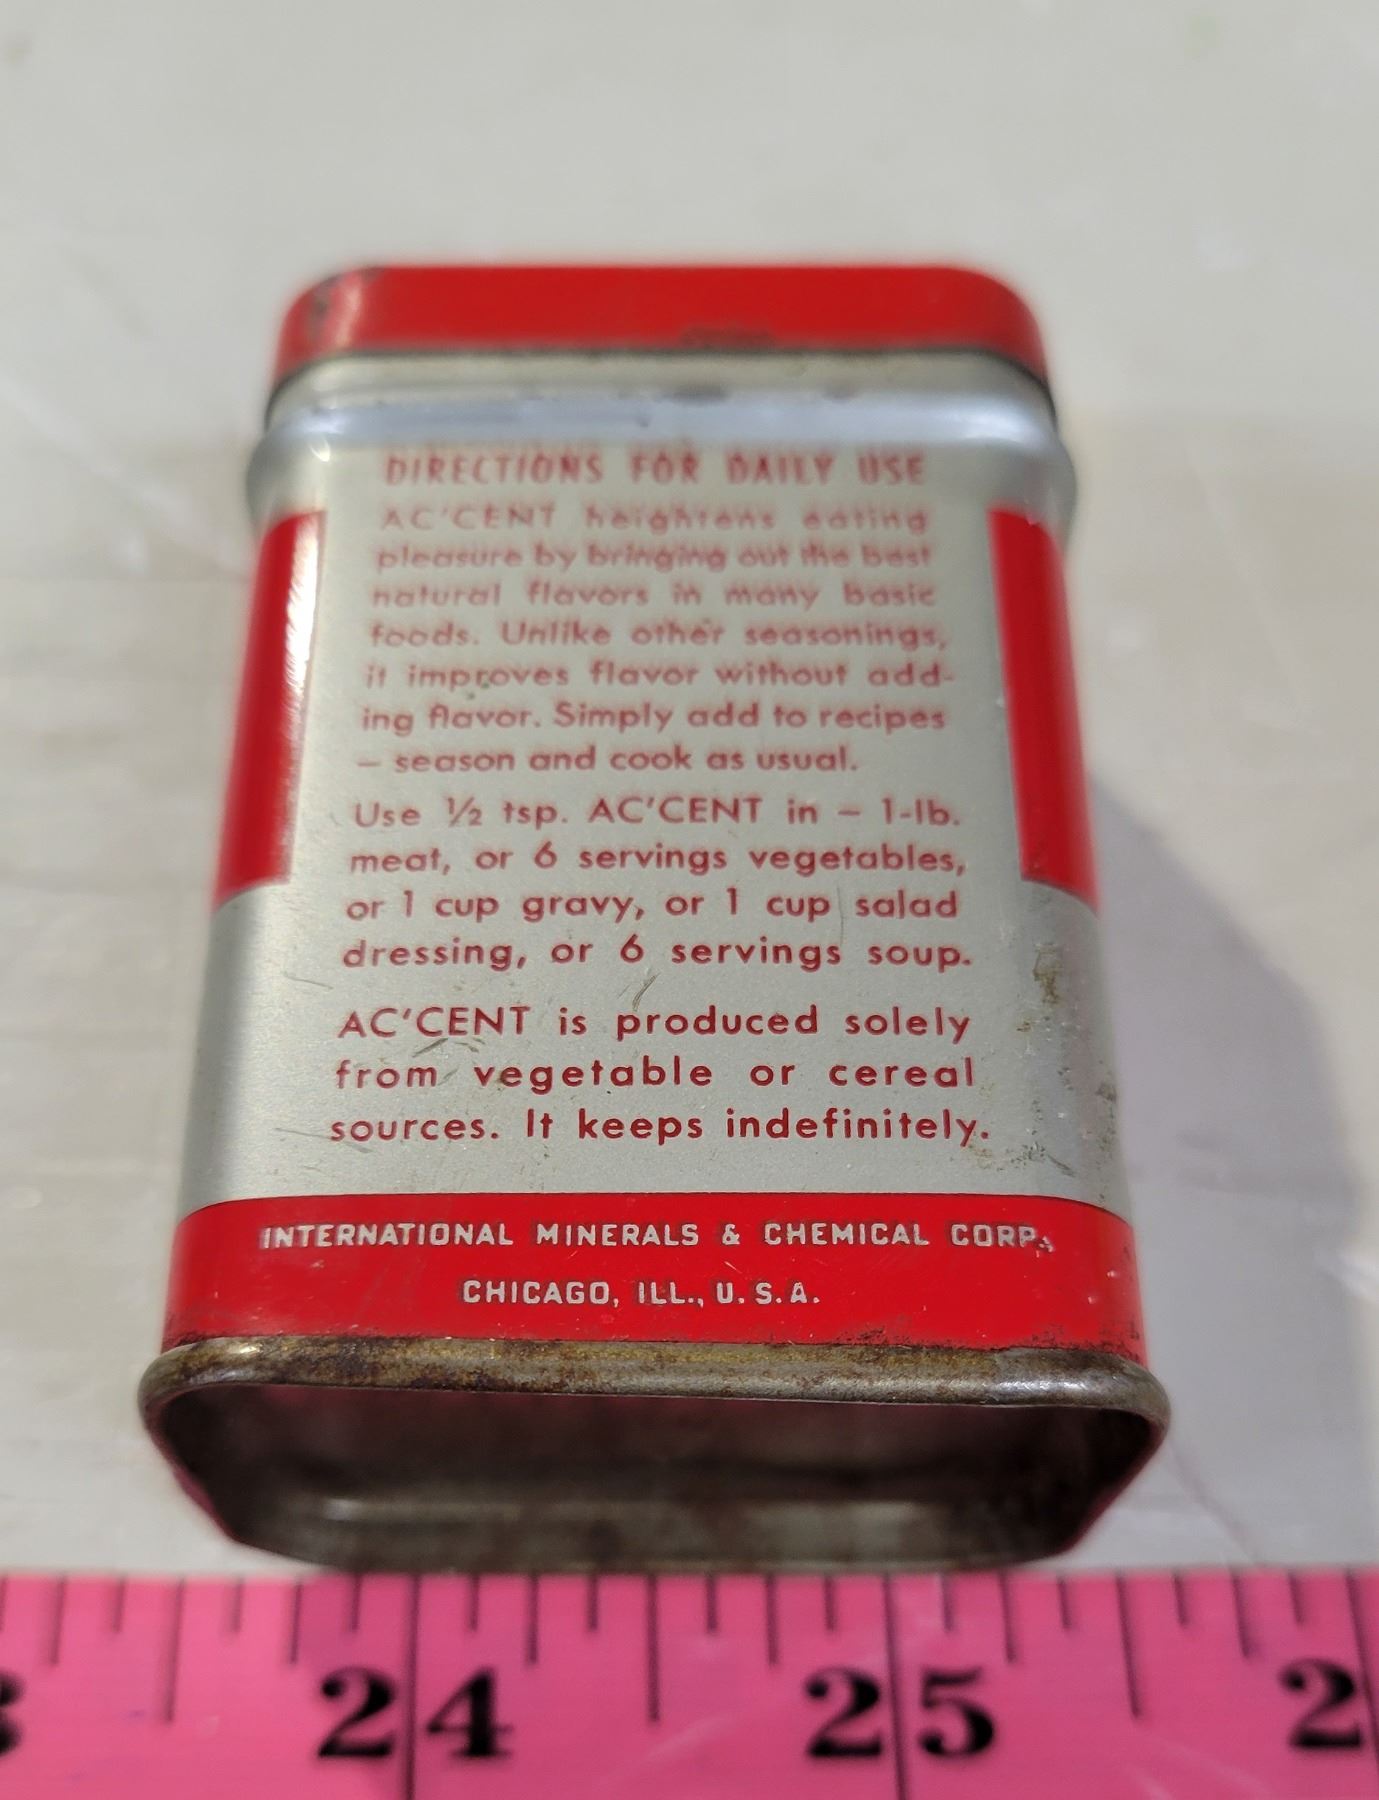 DIRECTIONS FOR DAILY USE
AC'CENT heightens eating
pleasure by bringing out the best
natural flavors in many basic
foods. Unlike other seasonings,
it improves flavor without add-
ing flavor. Simply add to recipes
– season and cook as usual.
Use ½ tsp. AC'CENT in – 1-lb.
meat, or 6 servings vegetables,
or 1 cup gravy, or 1 cup salad
dressing, or 6 servings soup.
AC'CENT is produced solely
from vegetable or cereal
sources. It keeps indefinitely.
INTERNATIONAL MINERALS & CHEMICAL CORP.
CHICAGO, ILL., U.S.A.
24 25